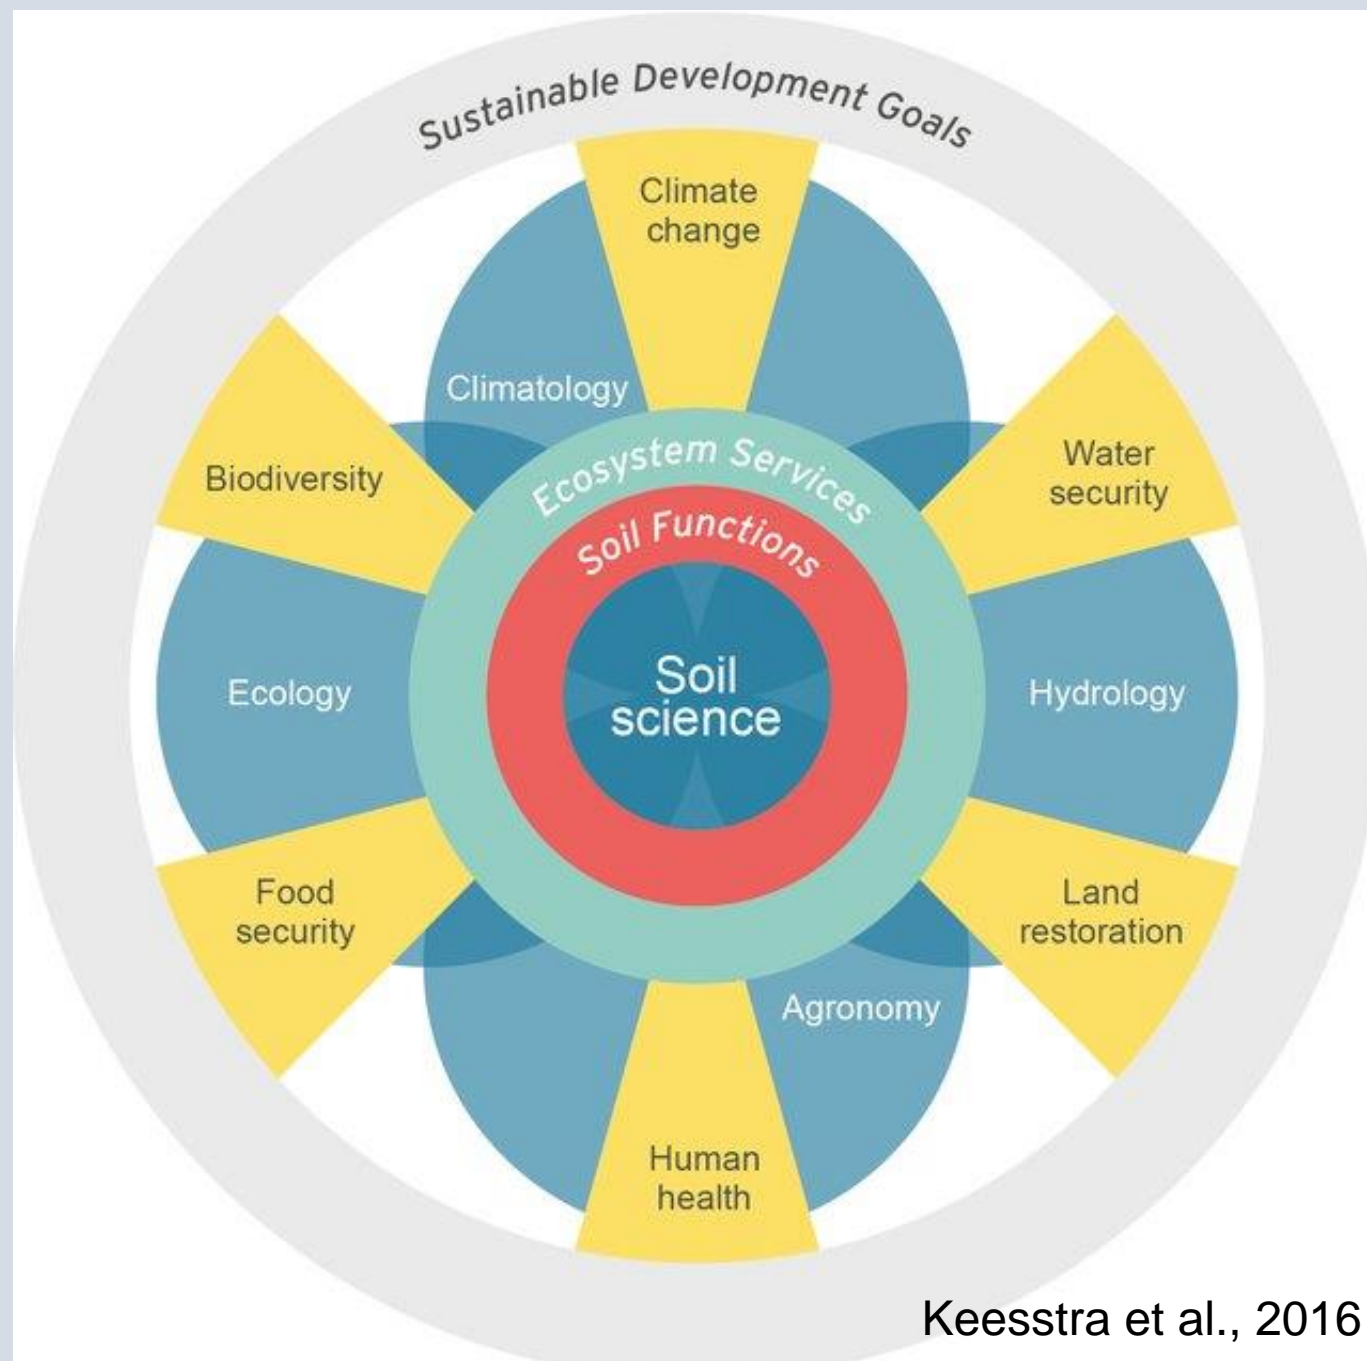 Sustainable Development Goals
Climate
change
Climatology
Biodiversity
Water
security
Ecosystem Services
Soil Functions
Soil
science
Ecology
Hydrology
Food
security
Land
restoration
Agronomy
Human
health
Keesstra et al., 2016